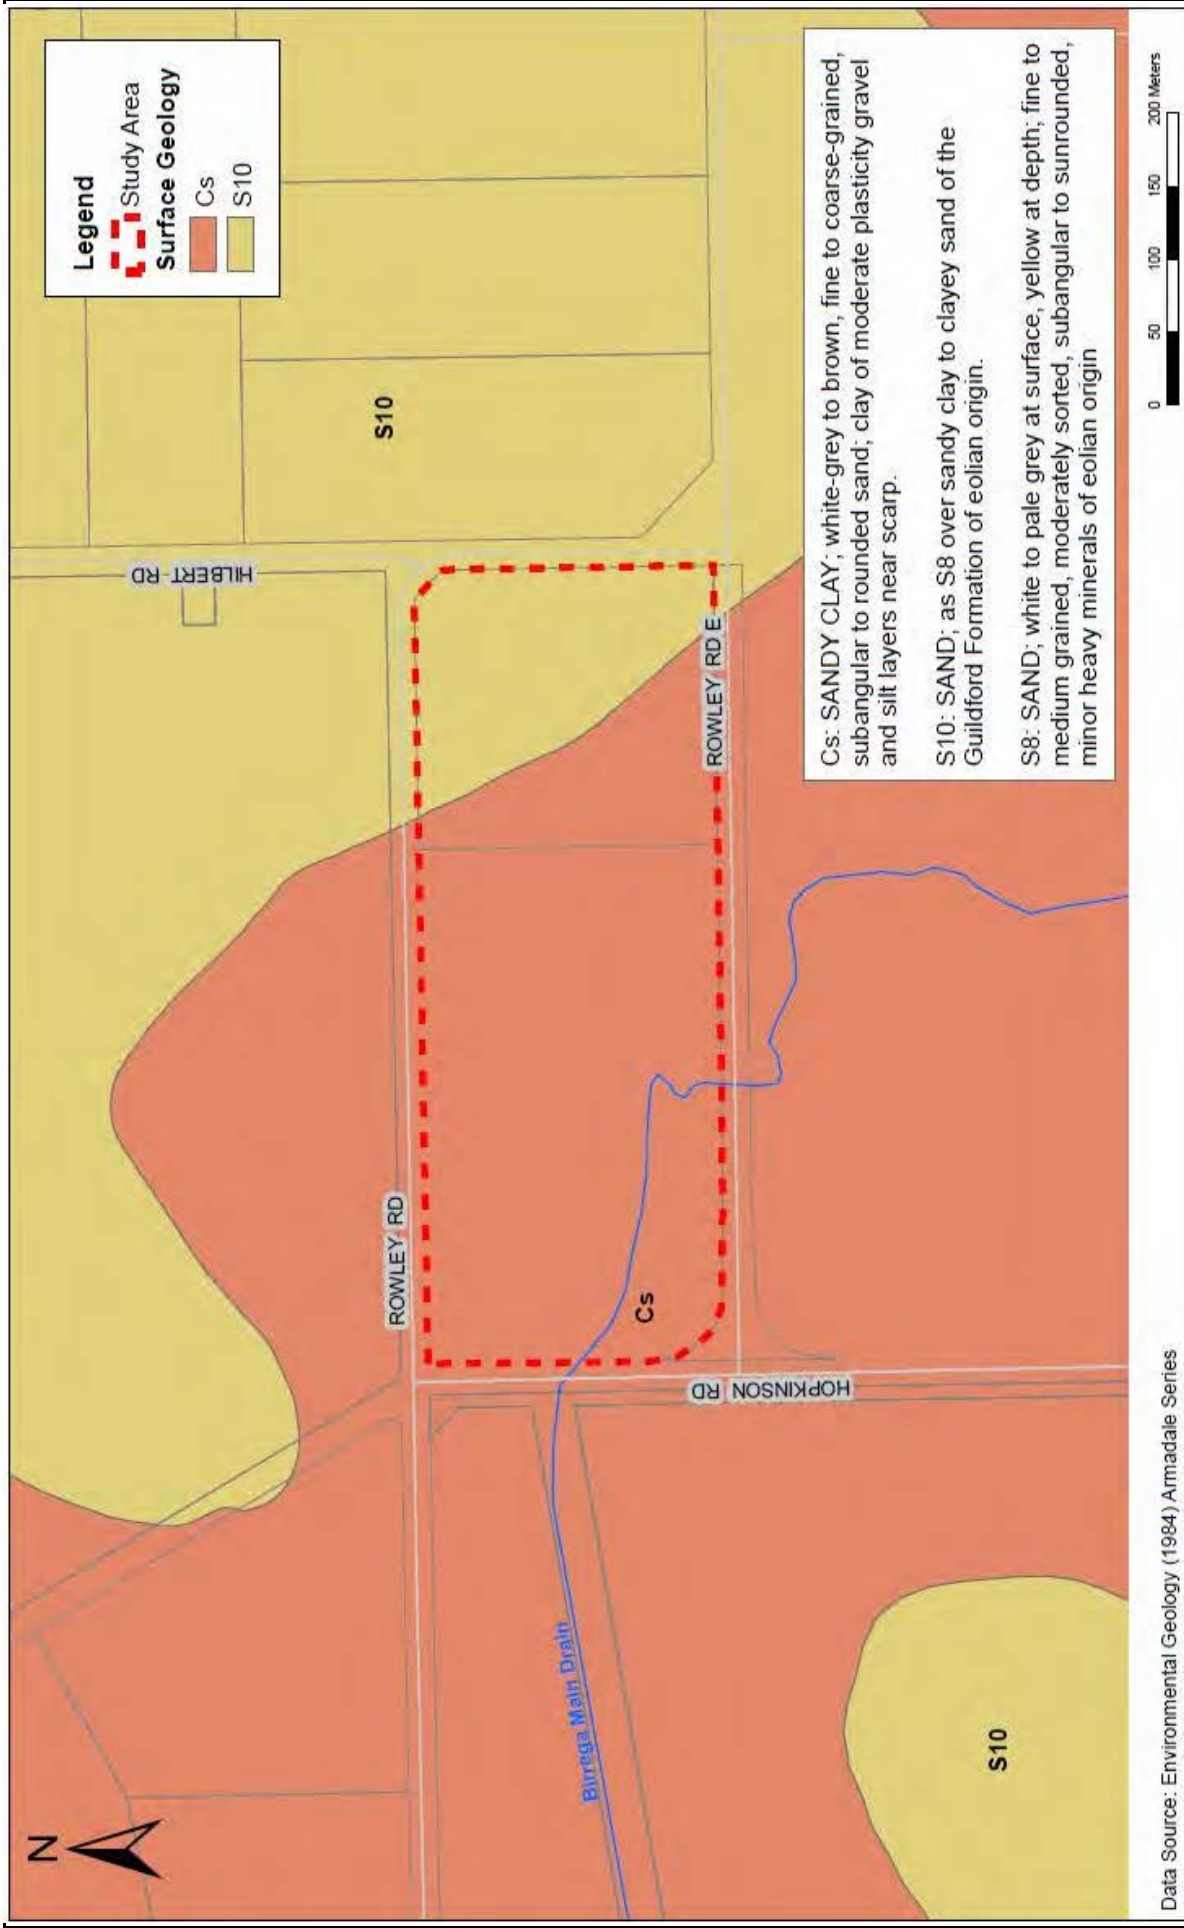 N
Legend
Study Area
Surface Geology
Cs
S10
HILBERT RD
S10
ROWLEY RD
ROWLEY RD E
Cs
HOPKINSON RD
Birrega Main Drain
S10
Cs: SANDY CLAY; white-grey to brown, fine to coarse-grained,
subangular to rounded sand; clay of moderate plasticity gravel
and silt layers near scarp.
S10: SAND; as S8 over sandy clay to clayey sand of the
Guildford Formation of eolian origin.
S8: SAND; white to pale grey at surface, yellow at depth; fine to
medium grained, moderately sorted, subangular to sunrounded,
minor heavy minerals of eolian origin
Data Source: Environmental Geology (1984) Armadale Series
0 50 100 150 200 Meters